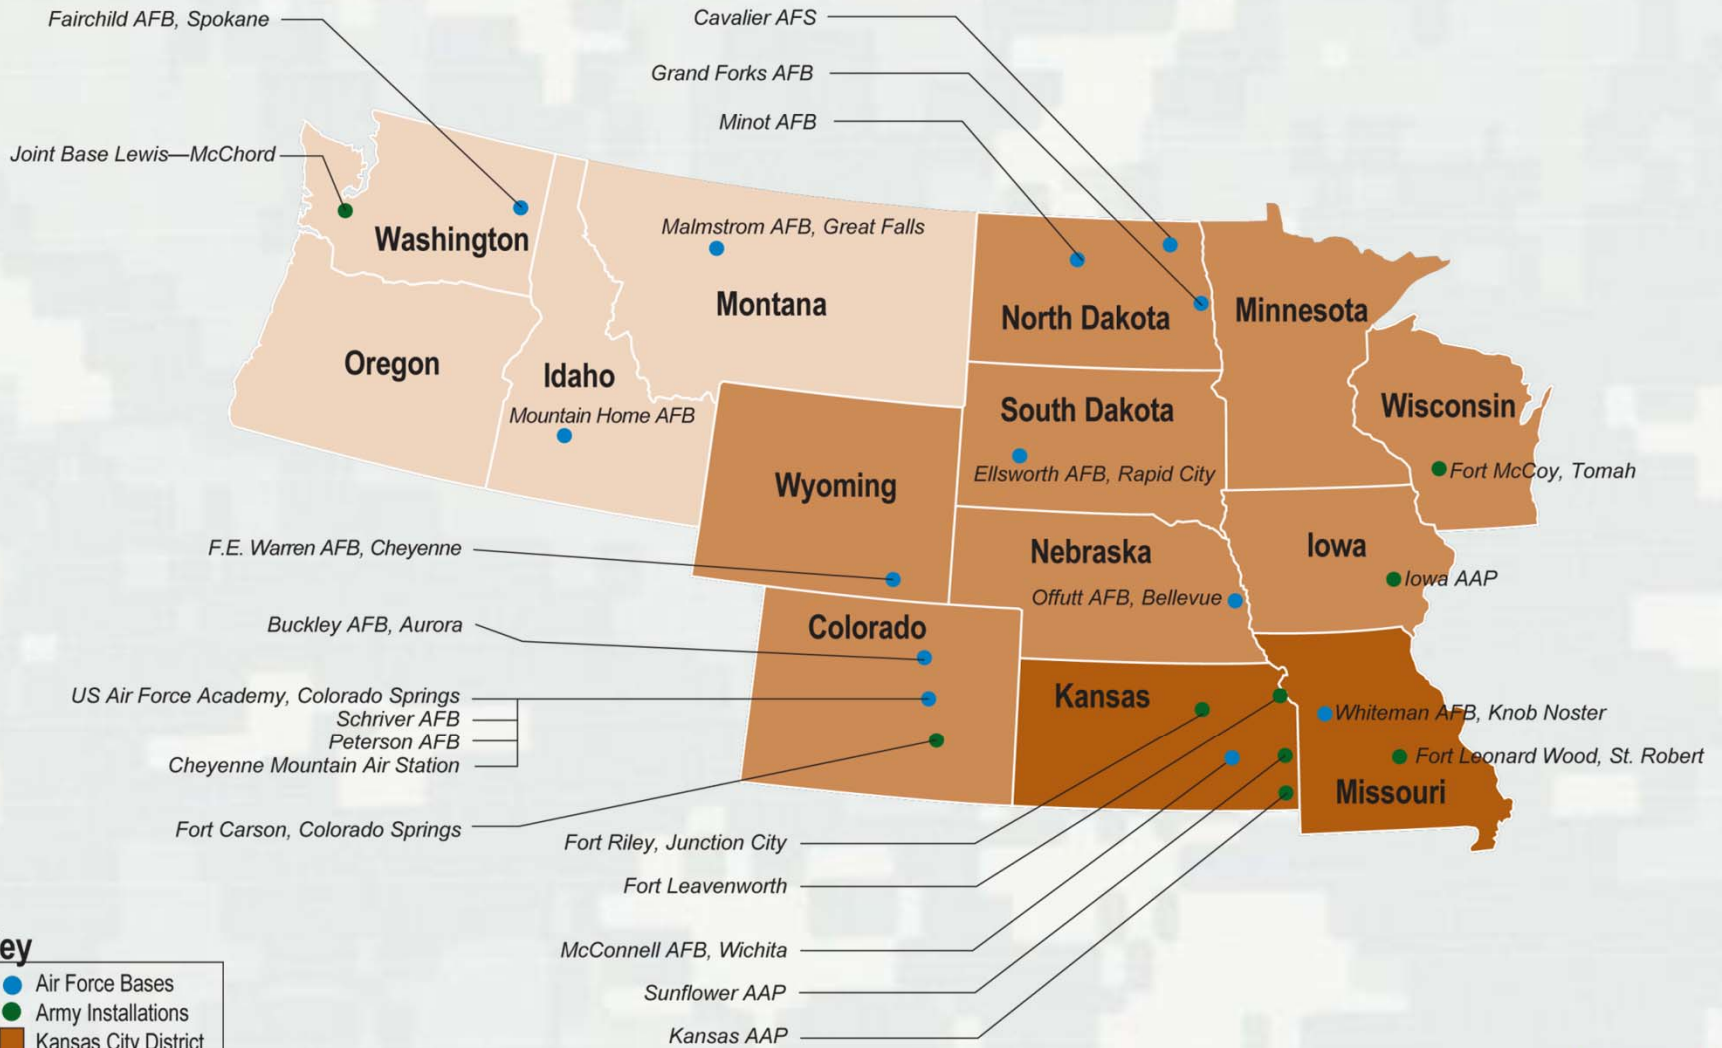 Fairchild AFB, Spokane
Cavalier AFS
Grand Forks AFB
Minot AFB
Joint Base Lewis—McChord
Washington
Malmstrom AFB, Great Falls
Montana
North Dakota
Minnesota
Oregon
Idaho
Mountain Home AFB
South Dakota
Ellsworth AFB, Rapid City
Wisconsin
Fort McCoy, Tomah
Wyoming
F.E. Warren AFB, Cheyenne
Nebraska
Offutt AFB, Bellevue
Iowa
Iowa AAP
Colorado
Buckley AFB, Aurora
US Air Force Academy, Colorado Springs
Schriver AFB
Peterson AFB
Cheyenne Mountain Air Station
Fort Carson, Colorado Springs
Kansas
Whiteman AFB, Knob Noster
Fort Leonard Wood, St. Robert
Missouri
Fort Riley, Junction City
Fort Leavenworth
McConnell AFB, Wichita
Sunflower AAP
Kansas AAP
ey
Air Force Bases
Army Installations
Kansas City District